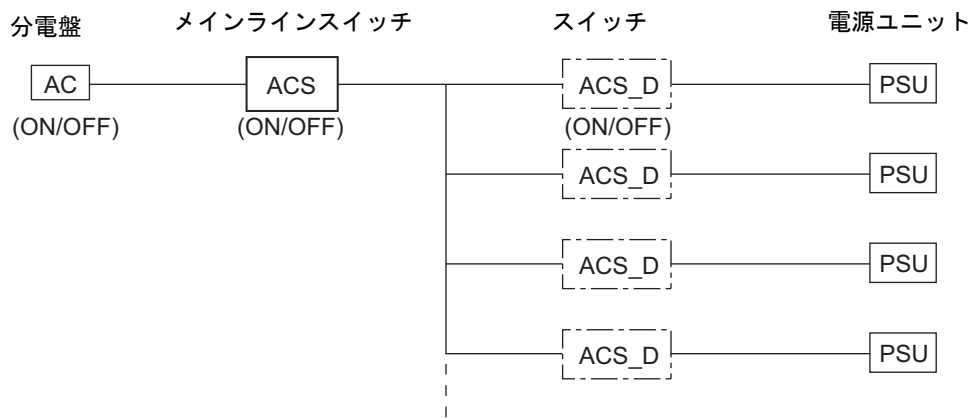 分電盤 メインラインスイッチ スイッチ 電源ユニット
AC ACS ACS_D PSU
(ON/OFF) (ON/OFF) (ON/OFF)
ACS_D PSU
ACS_D PSU
ACS_D PSU